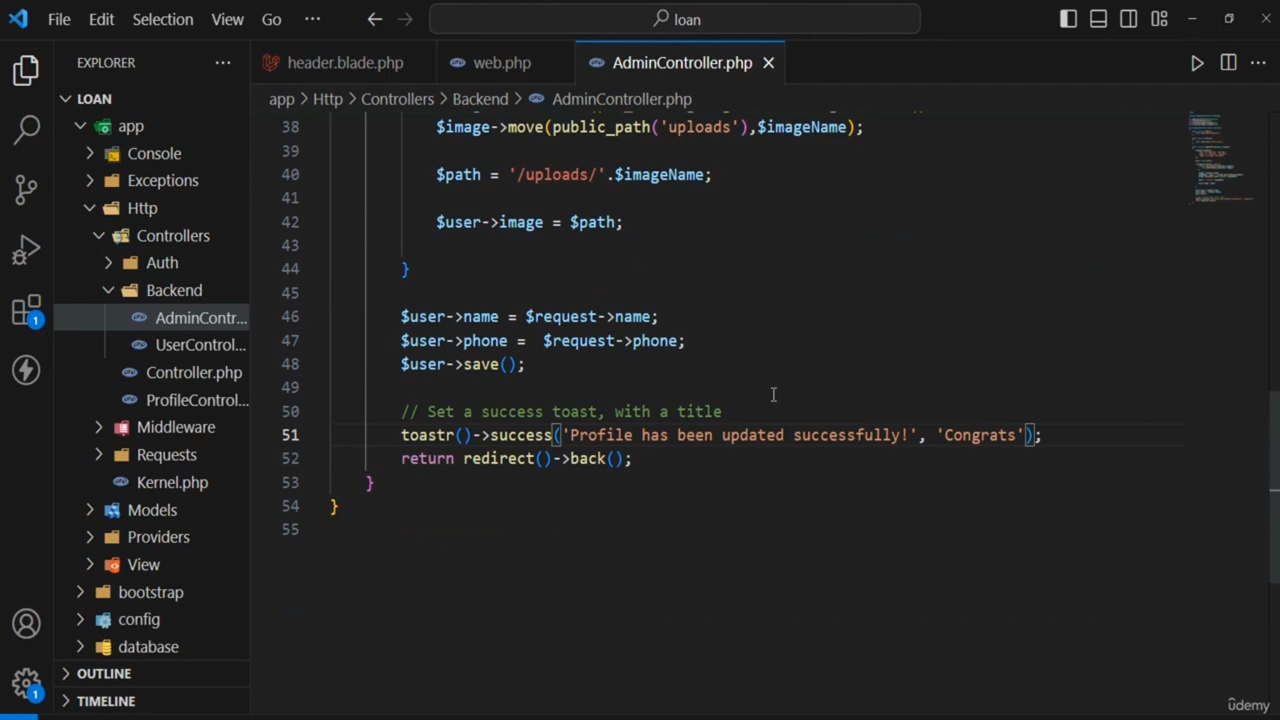 File Edit Selection View Go ··· loan
EXPLORER ···
header.blade.php web.php AdminController.php
app > Http > Controllers > Backend > AdminController.php
LOAN
app
Console
Exceptions
Http
Controllers
Auth
Backend
AdminContr...
UserControl...
Controller.php
ProfileControl...
Middleware
Requests
Kernel.php
Models
Providers
View
bootstrap
config
database
OUTLINE
TIMELINE
1
1
38 $image->move(public_path('uploads'),$imageName);
39
40 $path = '/uploads/'.$imageName;
41
42 $user->image = $path;
43
44 }
45
46 $user->name = $request->name;
47 $user->phone =  $request->phone;
48 $user->save();
49
50 // Set a success toast, with a title
51 toastr()->success('Profile has been updated successfully!', 'Congrats');
52 return redirect()->back();
53 }
54 }
55
ûdemy